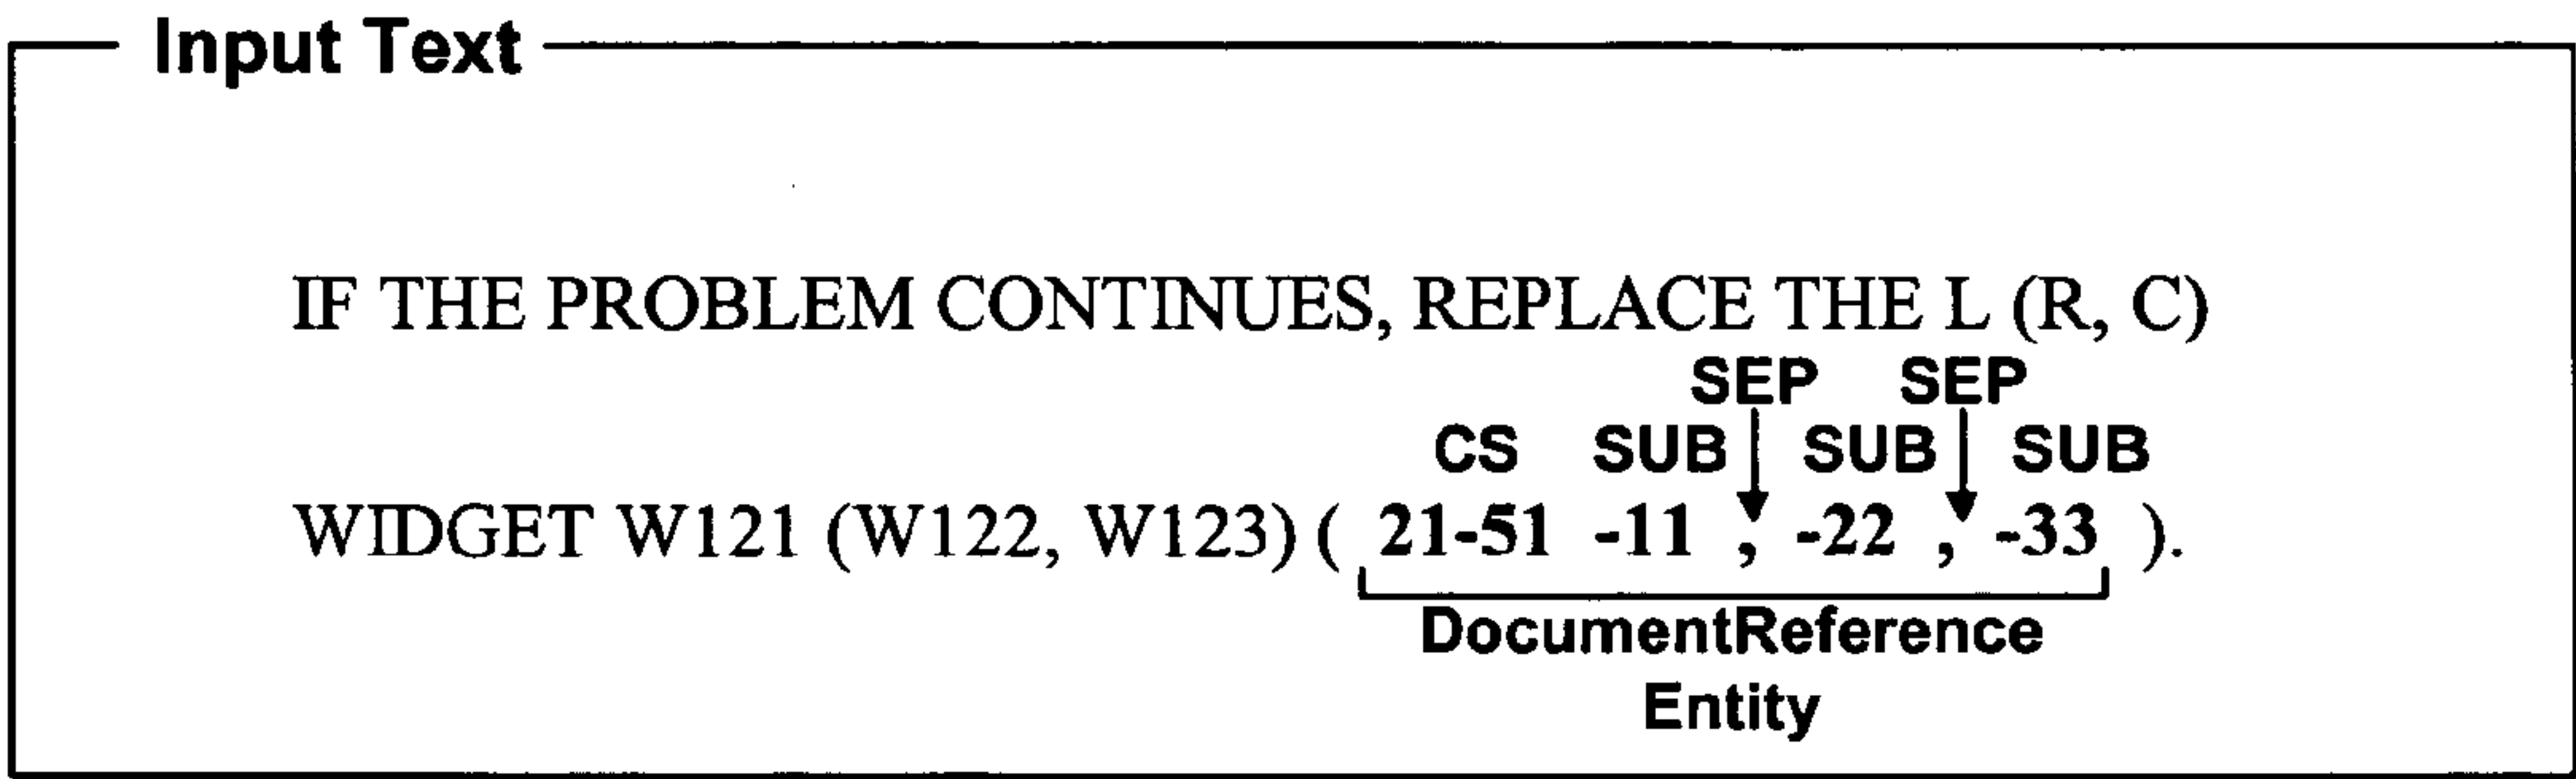 Input Text
IF THE PROBLEM CONTINUES, REPLACE THE L (R, C)
SEP SEP
CS SUB SUB SUB
WIDGET W121 (W122, W123) ( 21-51 -11 , -22 , -33 ).
DocumentReference
Entity